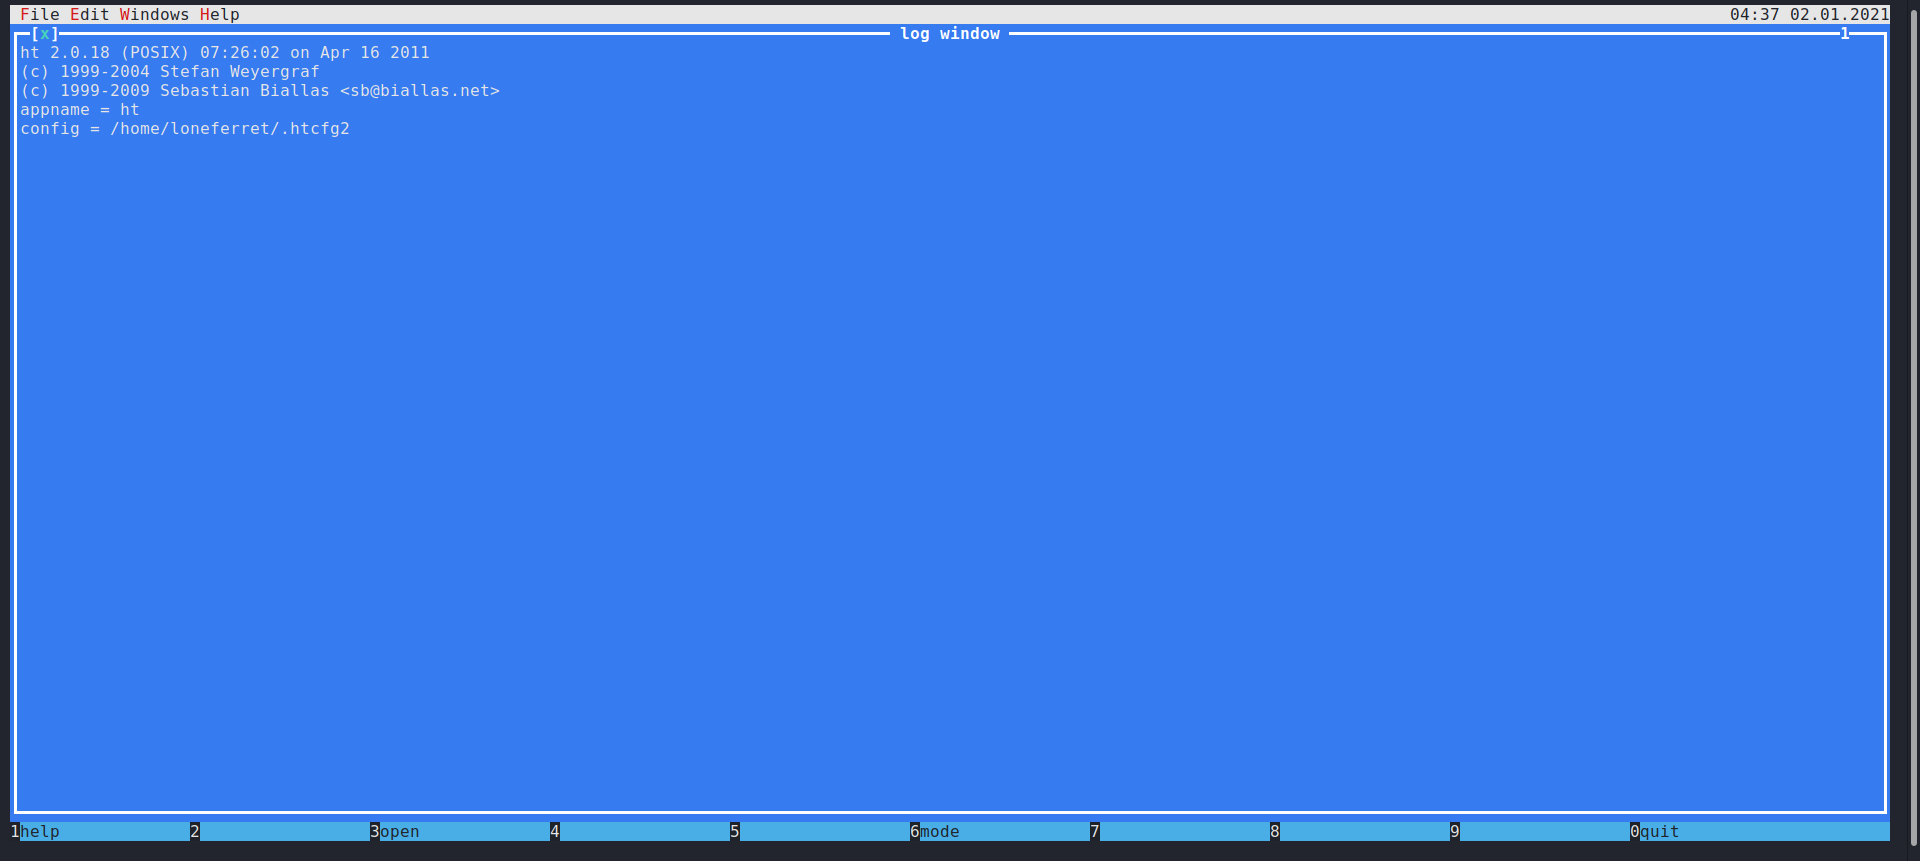 File Edit Windows Help 04:37 02.01.2021
[x] log window 1
ht 2.0.18 (POSIX) 07:26:02 on Apr 16 2011
(c) 1999-2004 Stefan Weyergraf
(c) 1999-2009 Sebastian Biallas <sb@biallas.net>
appname = ht
config = /home/loneferret/.htcfg2
1help 2 3open 4 5 6mode 7 8 9 0quit